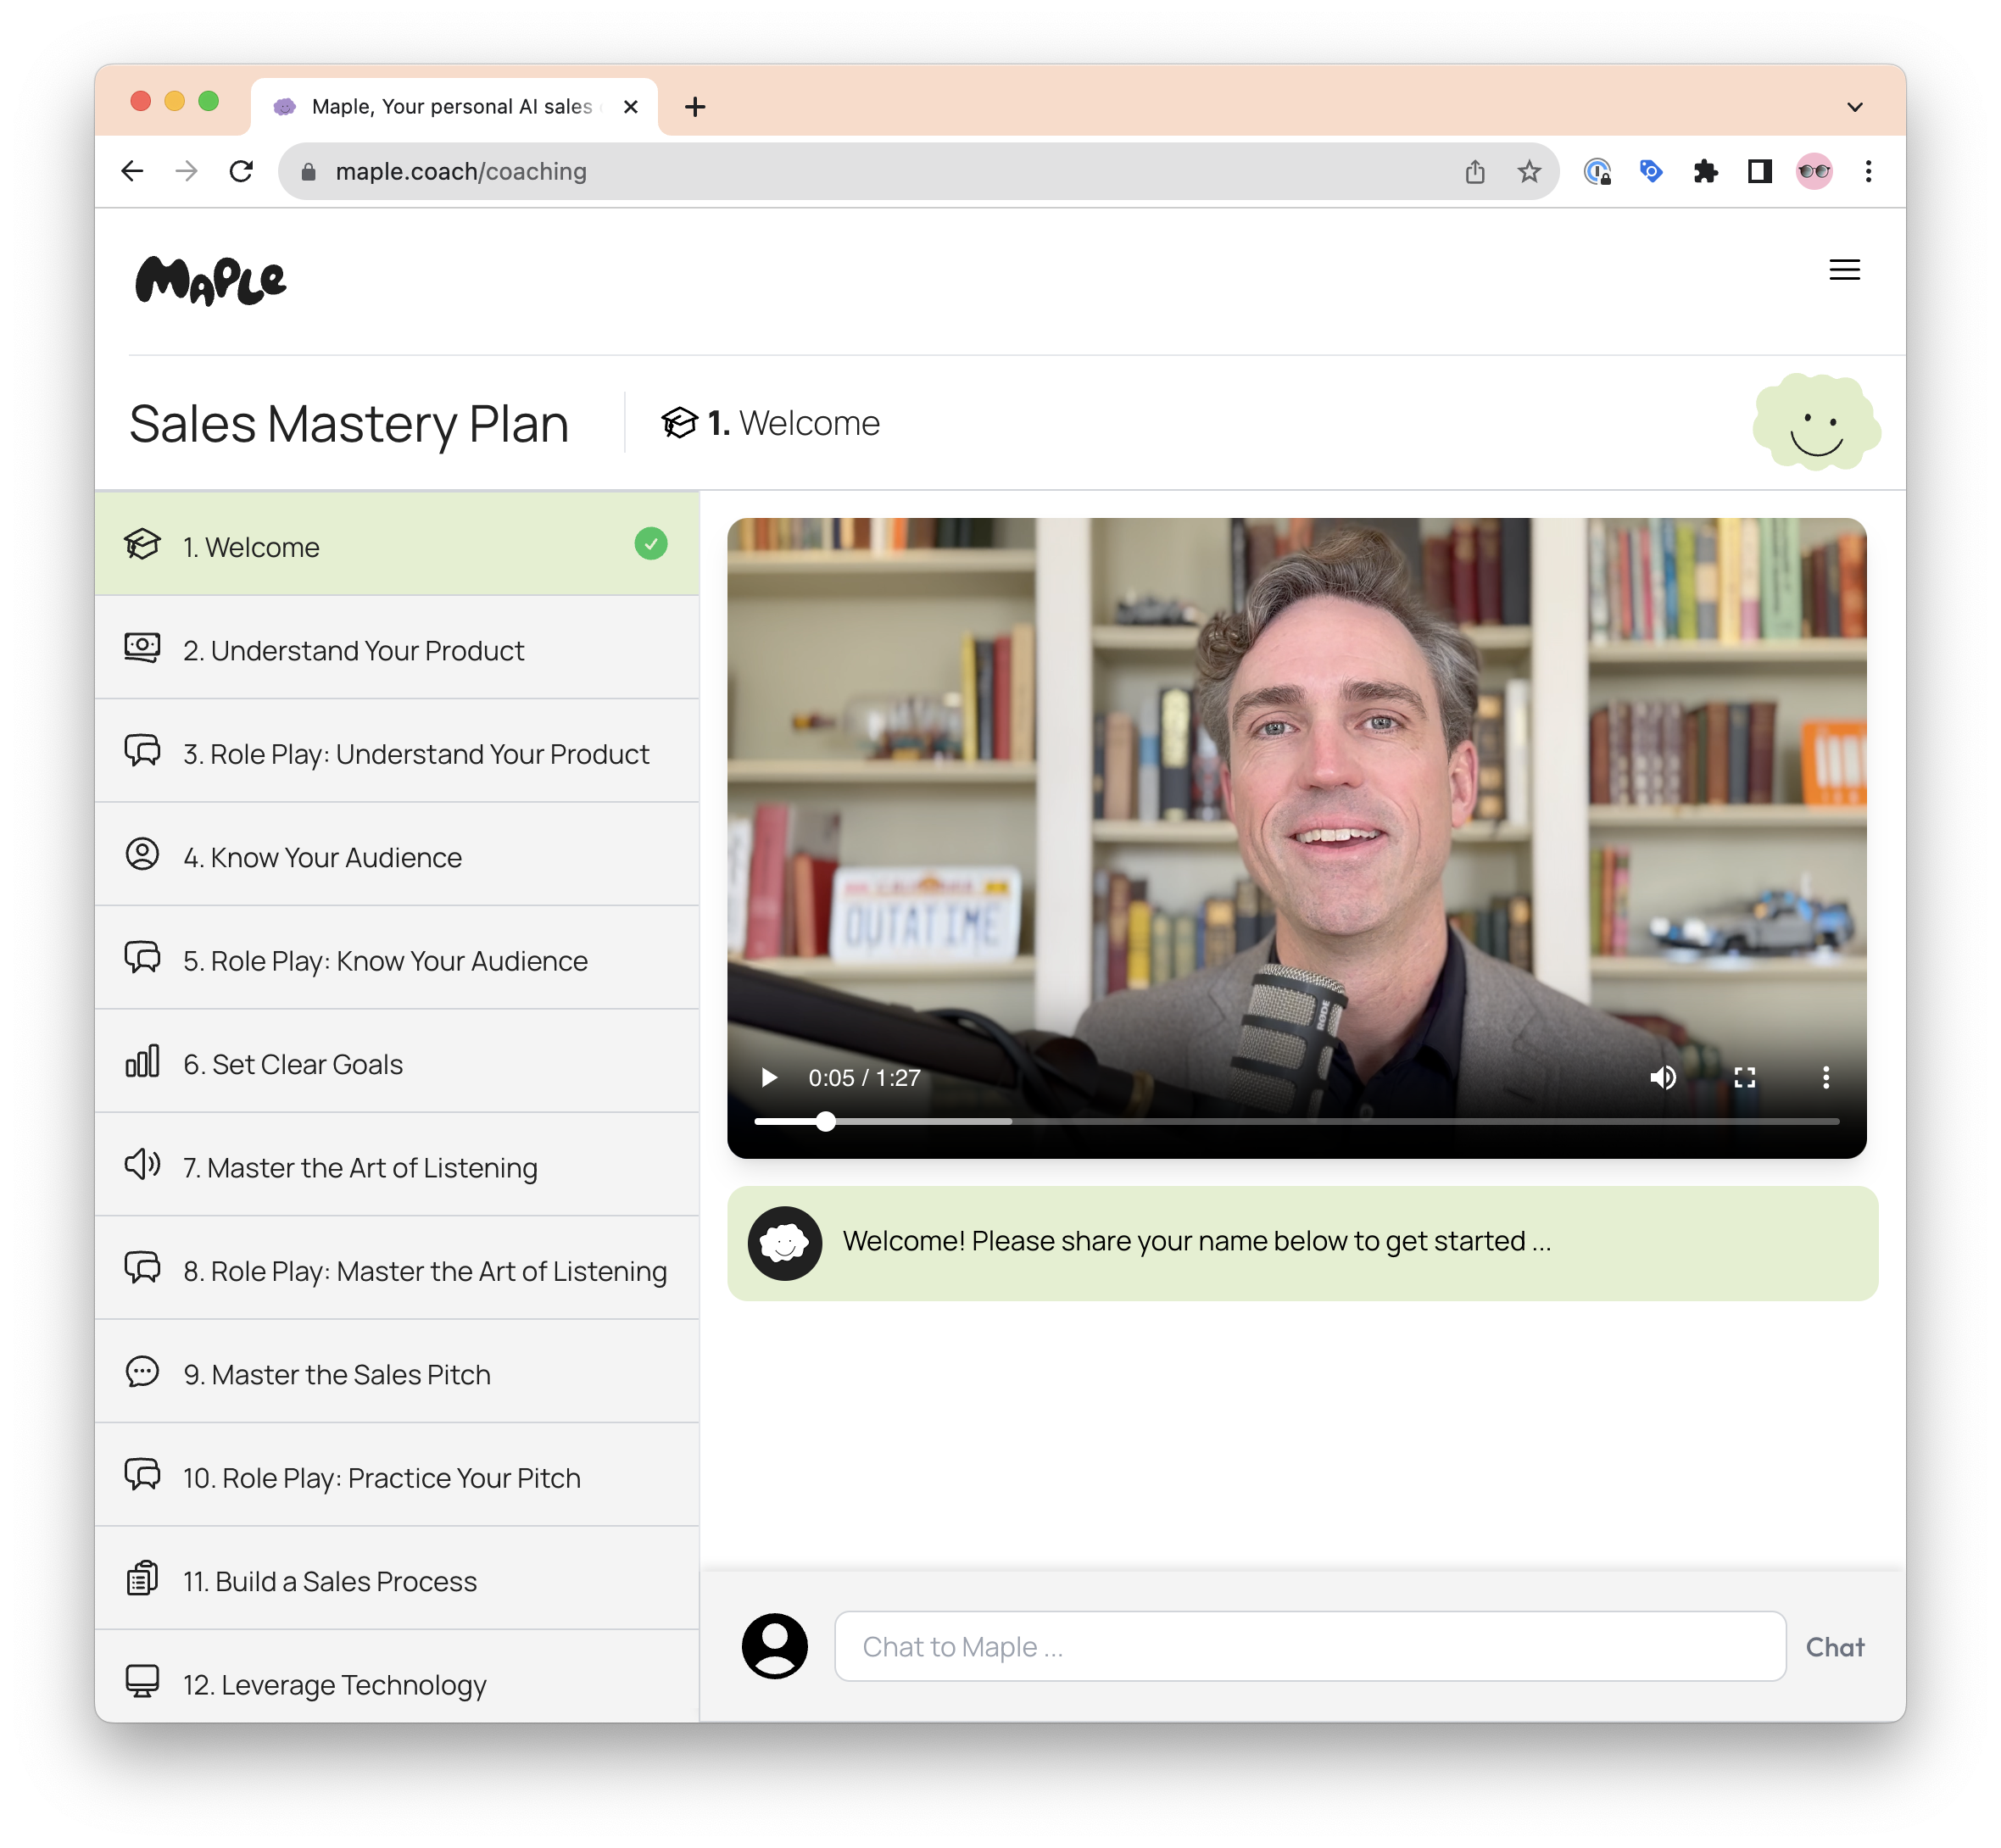 Maple, Your personal AI sales
maple.coach/coaching
MAPLe
Sales Mastery Plan
1. Welcome
1. Welcome
2. Understand Your Product
3. Role Play: Understand Your Product
4. Know Your Audience
5. Role Play: Know Your Audience
6. Set Clear Goals
7. Master the Art of Listening
8. Role Play: Master the Art of Listening
9. Master the Sales Pitch
10. Role Play: Practice Your Pitch
11. Build a Sales Process
12. Leverage Technology
CALIFORNIA
OUTATIME
RØDE
0:05 / 1:27
Welcome! Please share your name below to get started ...
Chat to Maple ...
Chat